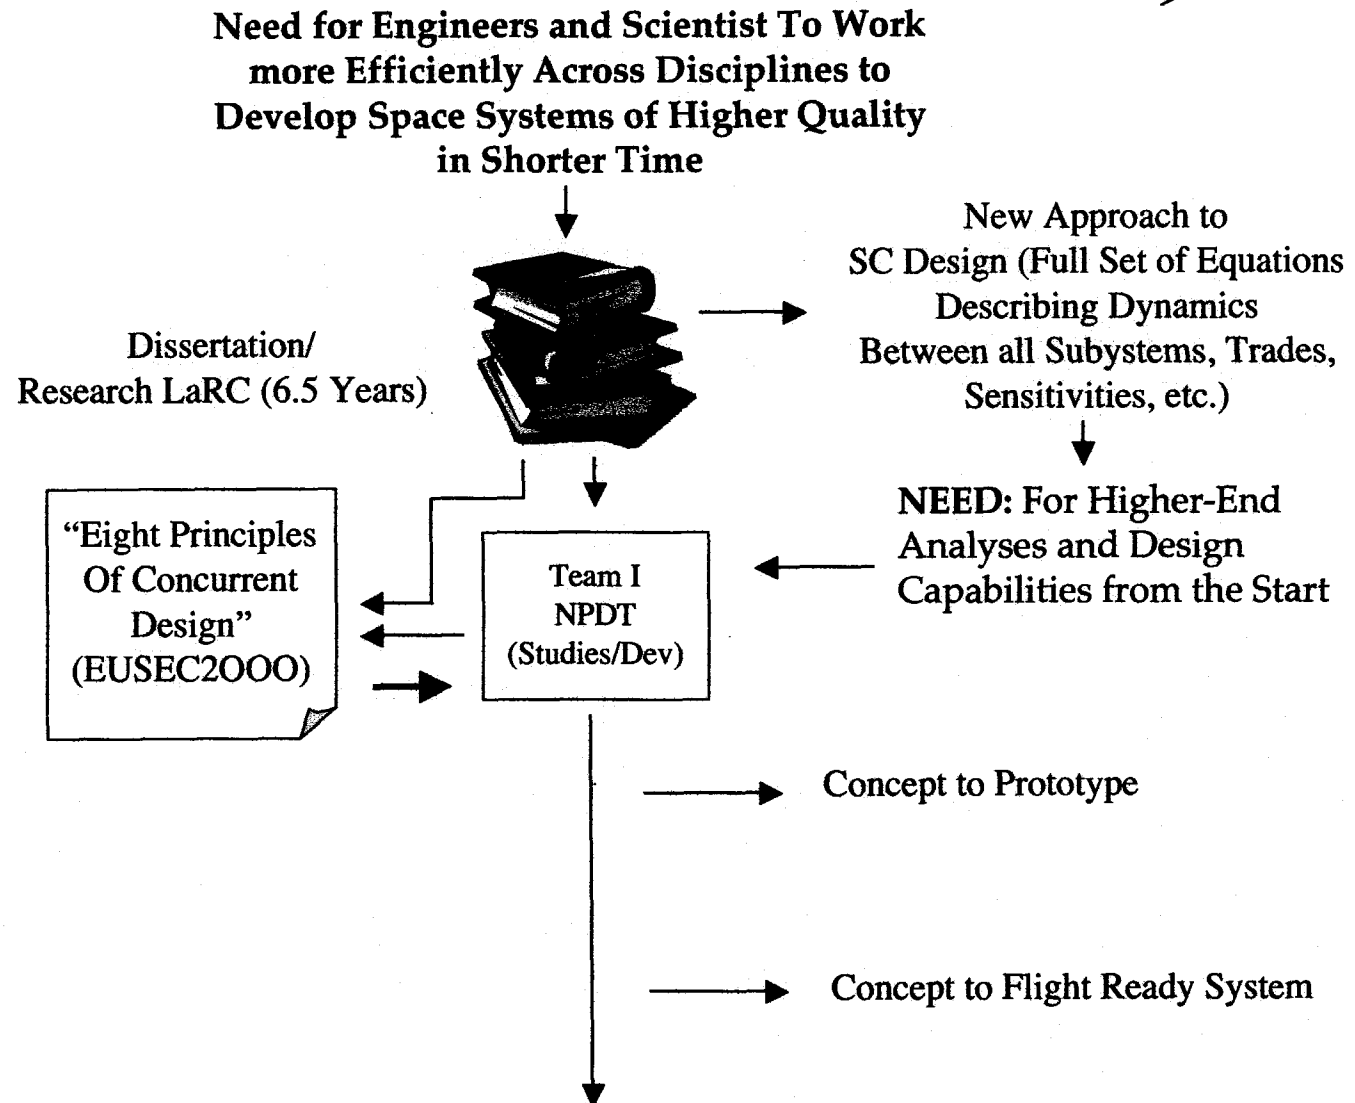 Need for Engineers and Scientist To Work
more Efficiently Across Disciplines to
Develop Space Systems of Higher Quality
in Shorter Time
New Approach to
SC Design (Full Set of Equations
Describing Dynamics
Between all Subystems, Trades,
Sensitivities, etc.)
Dissertation/
Research LaRC (6.5 Years)
NEED: For Higher-End
Analyses and Design
Capabilities from the Start
“Eight Principles
Of Concurrent
Design”
(EUSEC2OOO)
Team I
NPDT
(Studies/Dev)
Concept to Prototype
Concept to Flight Ready System